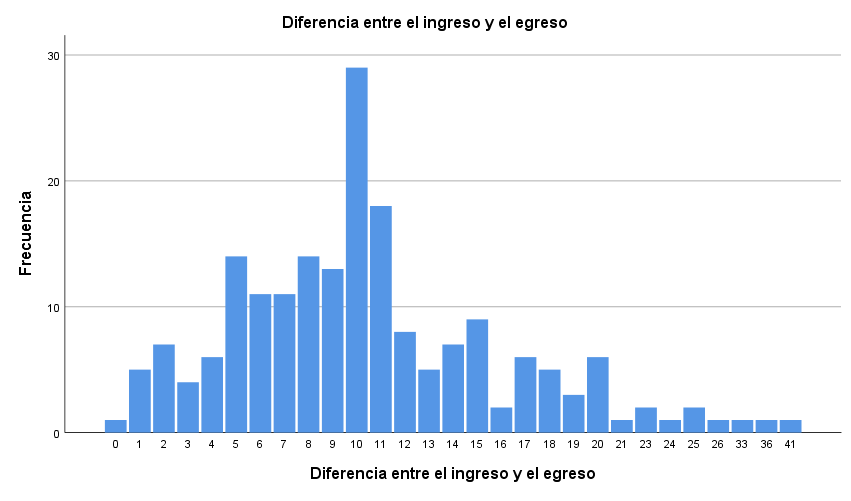 Diferencia entre el ingreso y el egreso
30
20
10
0
Frecuencia
0 1 2 3 4 5 6 7 8 9 10 11 12 13 14 15 16 17 18 19 20 21 23 24 25 26 33 36 41
Diferencia entre el ingreso y el egreso